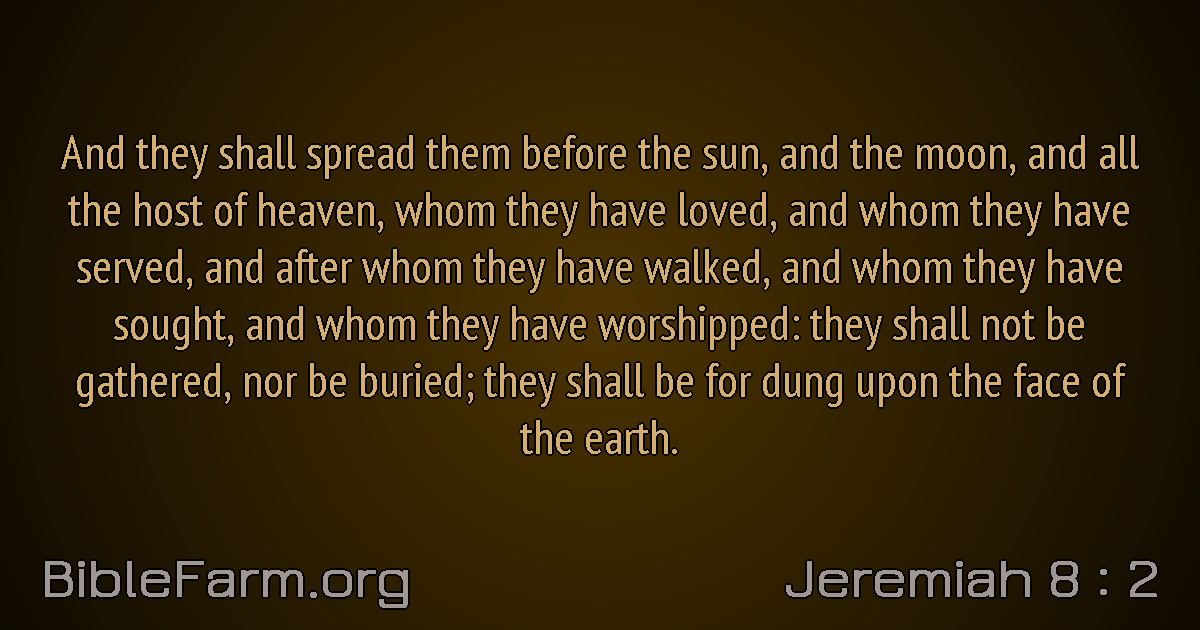 And they shall spread them before the sun, and the moon, and all
the host of heaven, whom they have loved, and whom they have
served, and after whom they have walked, and whom they have
sought, and whom they have worshipped: they shall not be
gathered, nor be buried; they shall be for dung upon the face of
the earth.
BibleFarm.org
Jeremiah 8 : 2